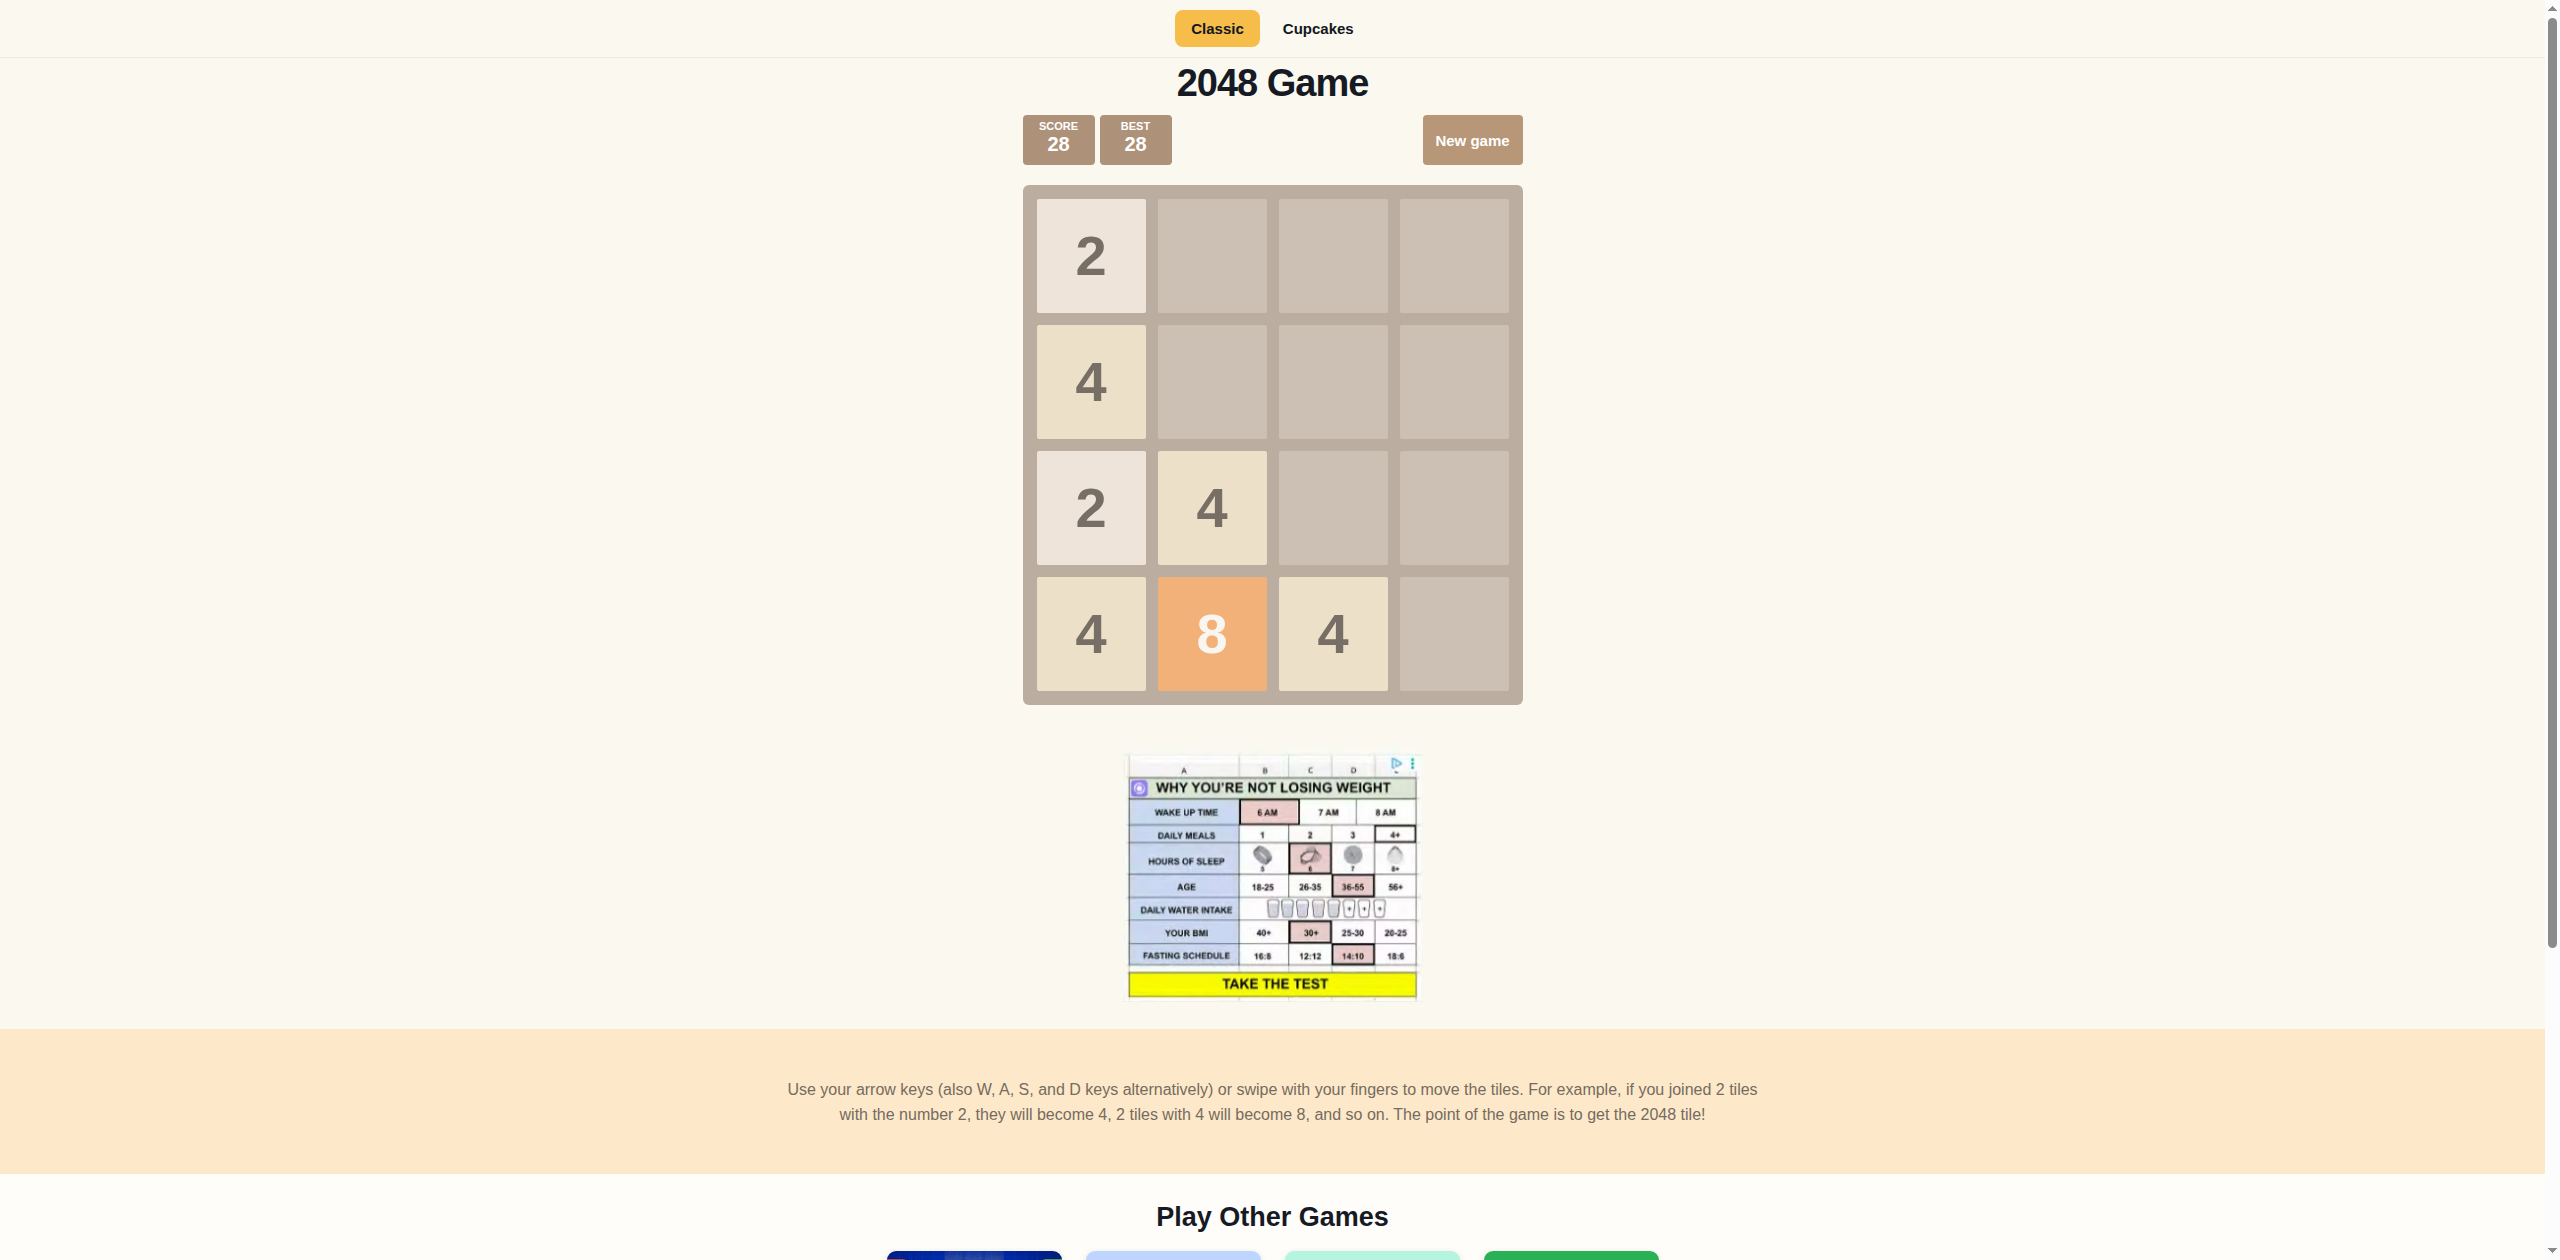 Classic Cupcakes
2048 Game
SCORE BEST
28 28
New game
2
4
2 4
4 8 4
A B C D
WHY YOU'RE NOT LOSING WEIGHT
WAKE UP TIME 6 AM 7 AM 8 AM
DAILY MEALS 1 2 3 4+
HOURS OF SLEEP
5 6 7 8+
AGE 18-25 26-35 36-55 56+
DAILY WATER INTAKE
YOUR BMI 40+ 30+ 25-30 20-25
FASTING SCHEDULE 16:8 12:12 14:10 18:6
TAKE THE TEST
Use your arrow keys (also W, A, S, and D keys alternatively) or swipe with your fingers to move the tiles. For example, if you joined 2 tiles
with the number 2, they will become 4, 2 tiles with 4 will become 8, and so on. The point of the game is to get the 2048 tile!
Play Other Games